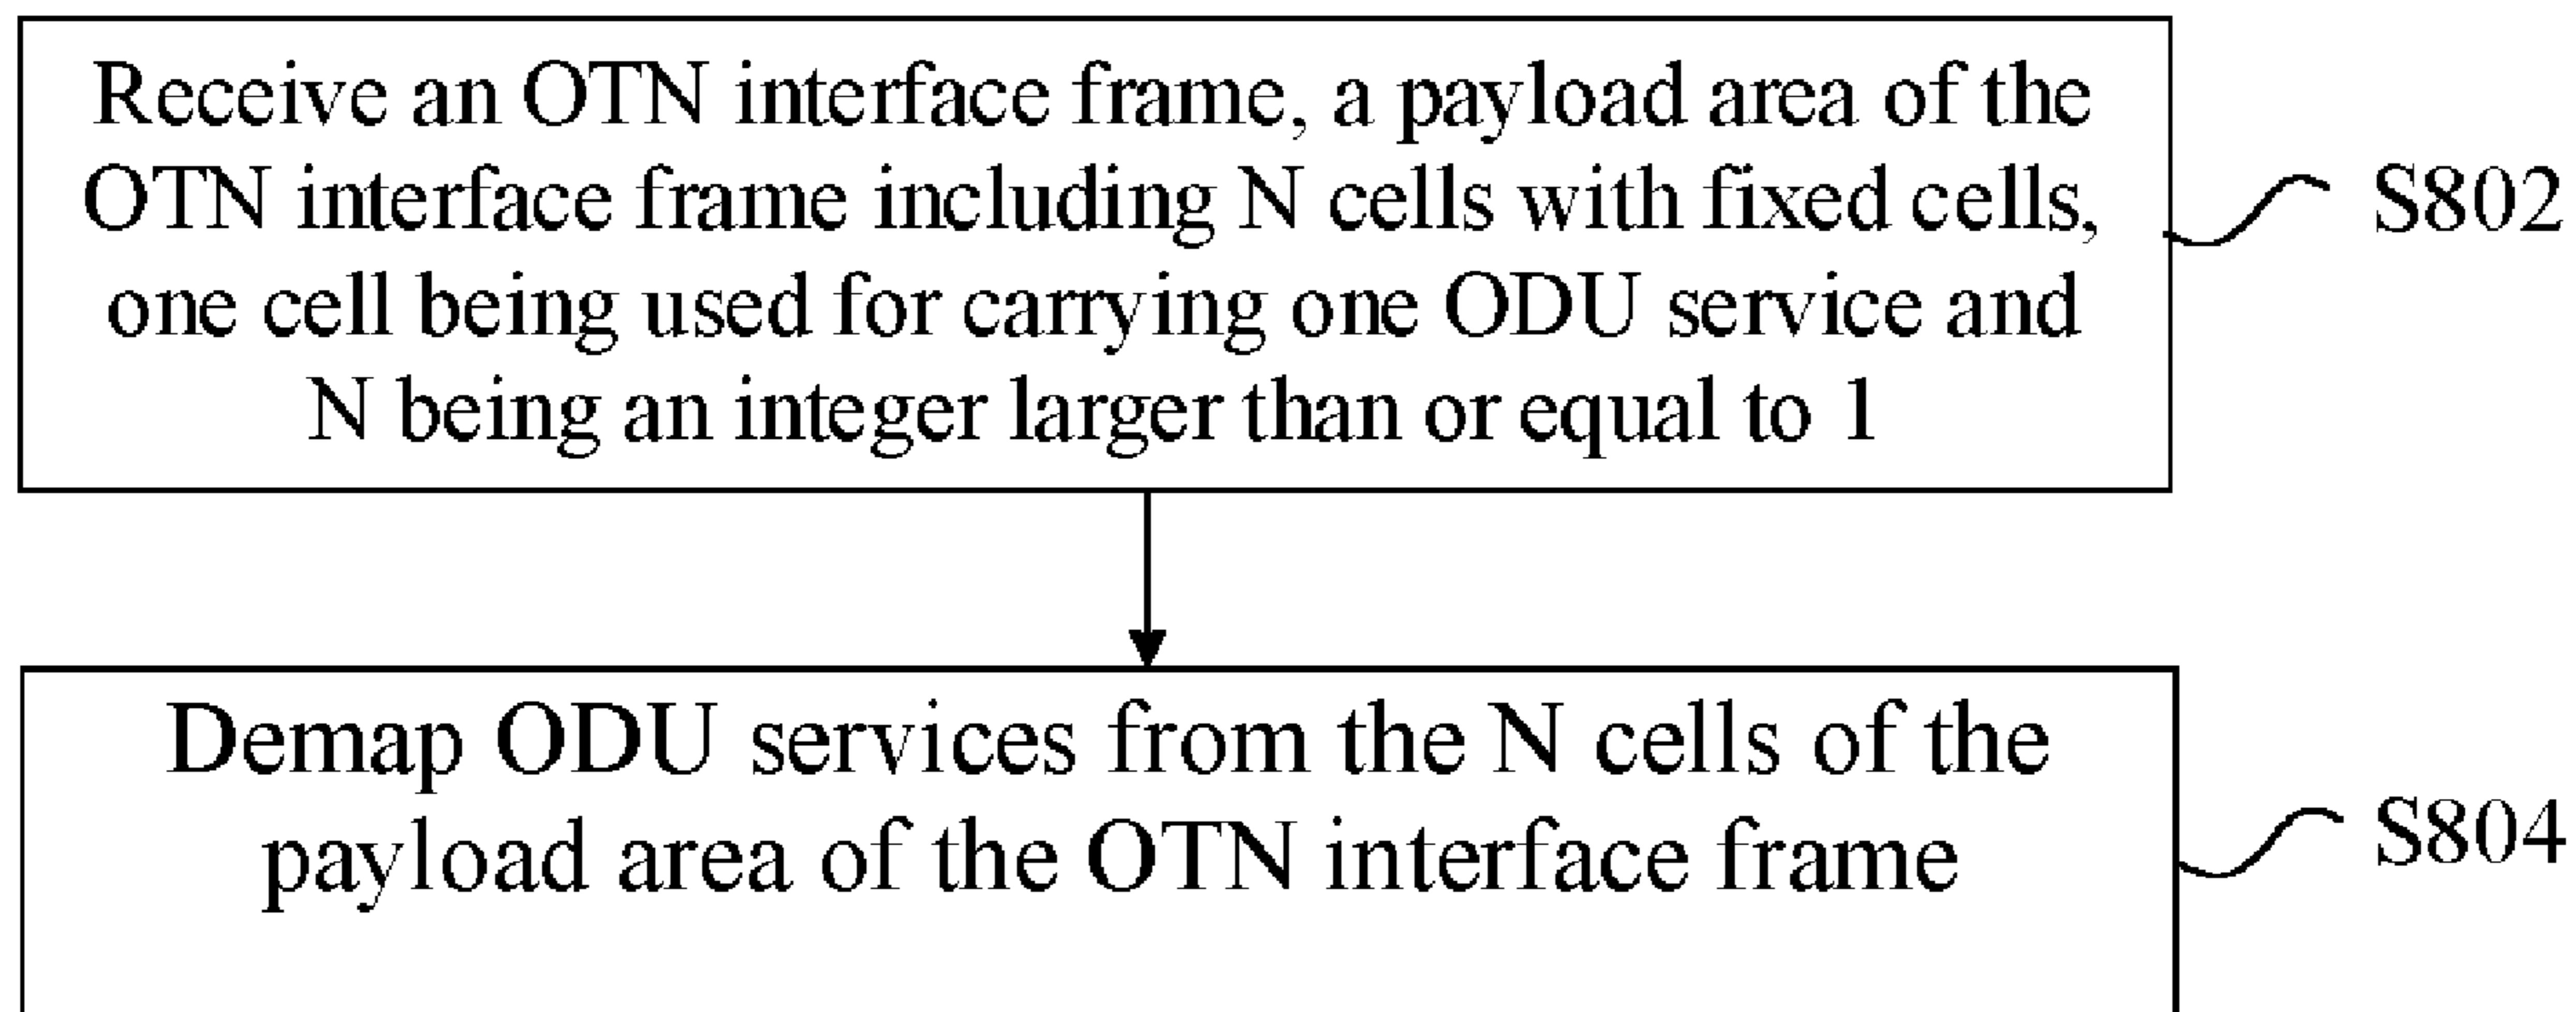 Receive an OTN interface frame, a payload area of the
OTN interface frame including N cells with fixed cells,
one cell being used for carrying one ODU service and
N being an integer larger than or equal to 1
S802
Demap ODU services from the N cells of the
payload area of the OTN interface frame
S804